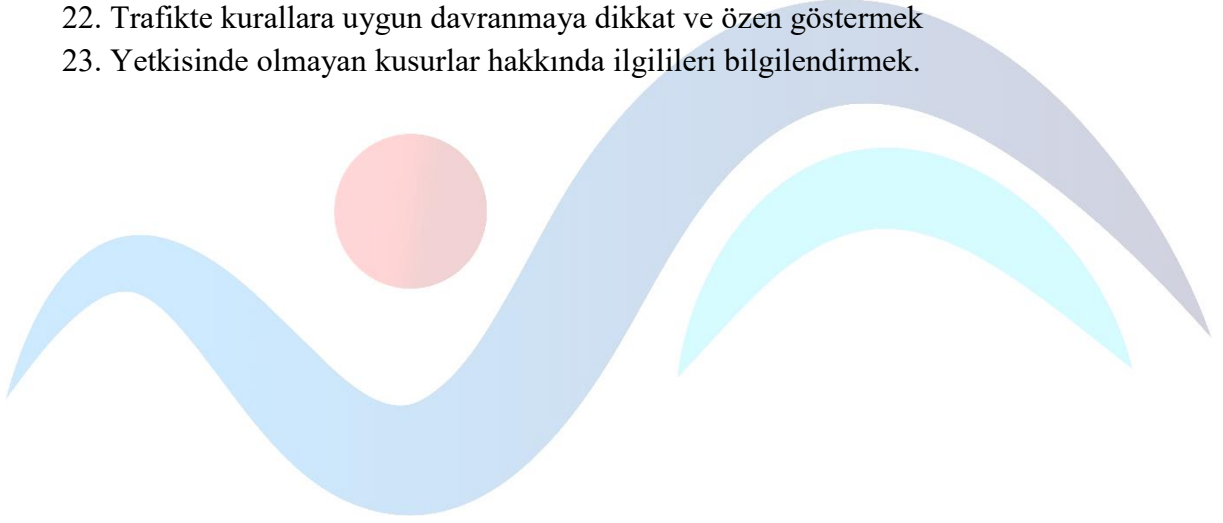 22. Trafikte kurallara uygun davranmaya dikkat ve özen göstermek
23. Yetkisinde olmayan kusurlar hakkında ilgilileri bilgilendirmek.